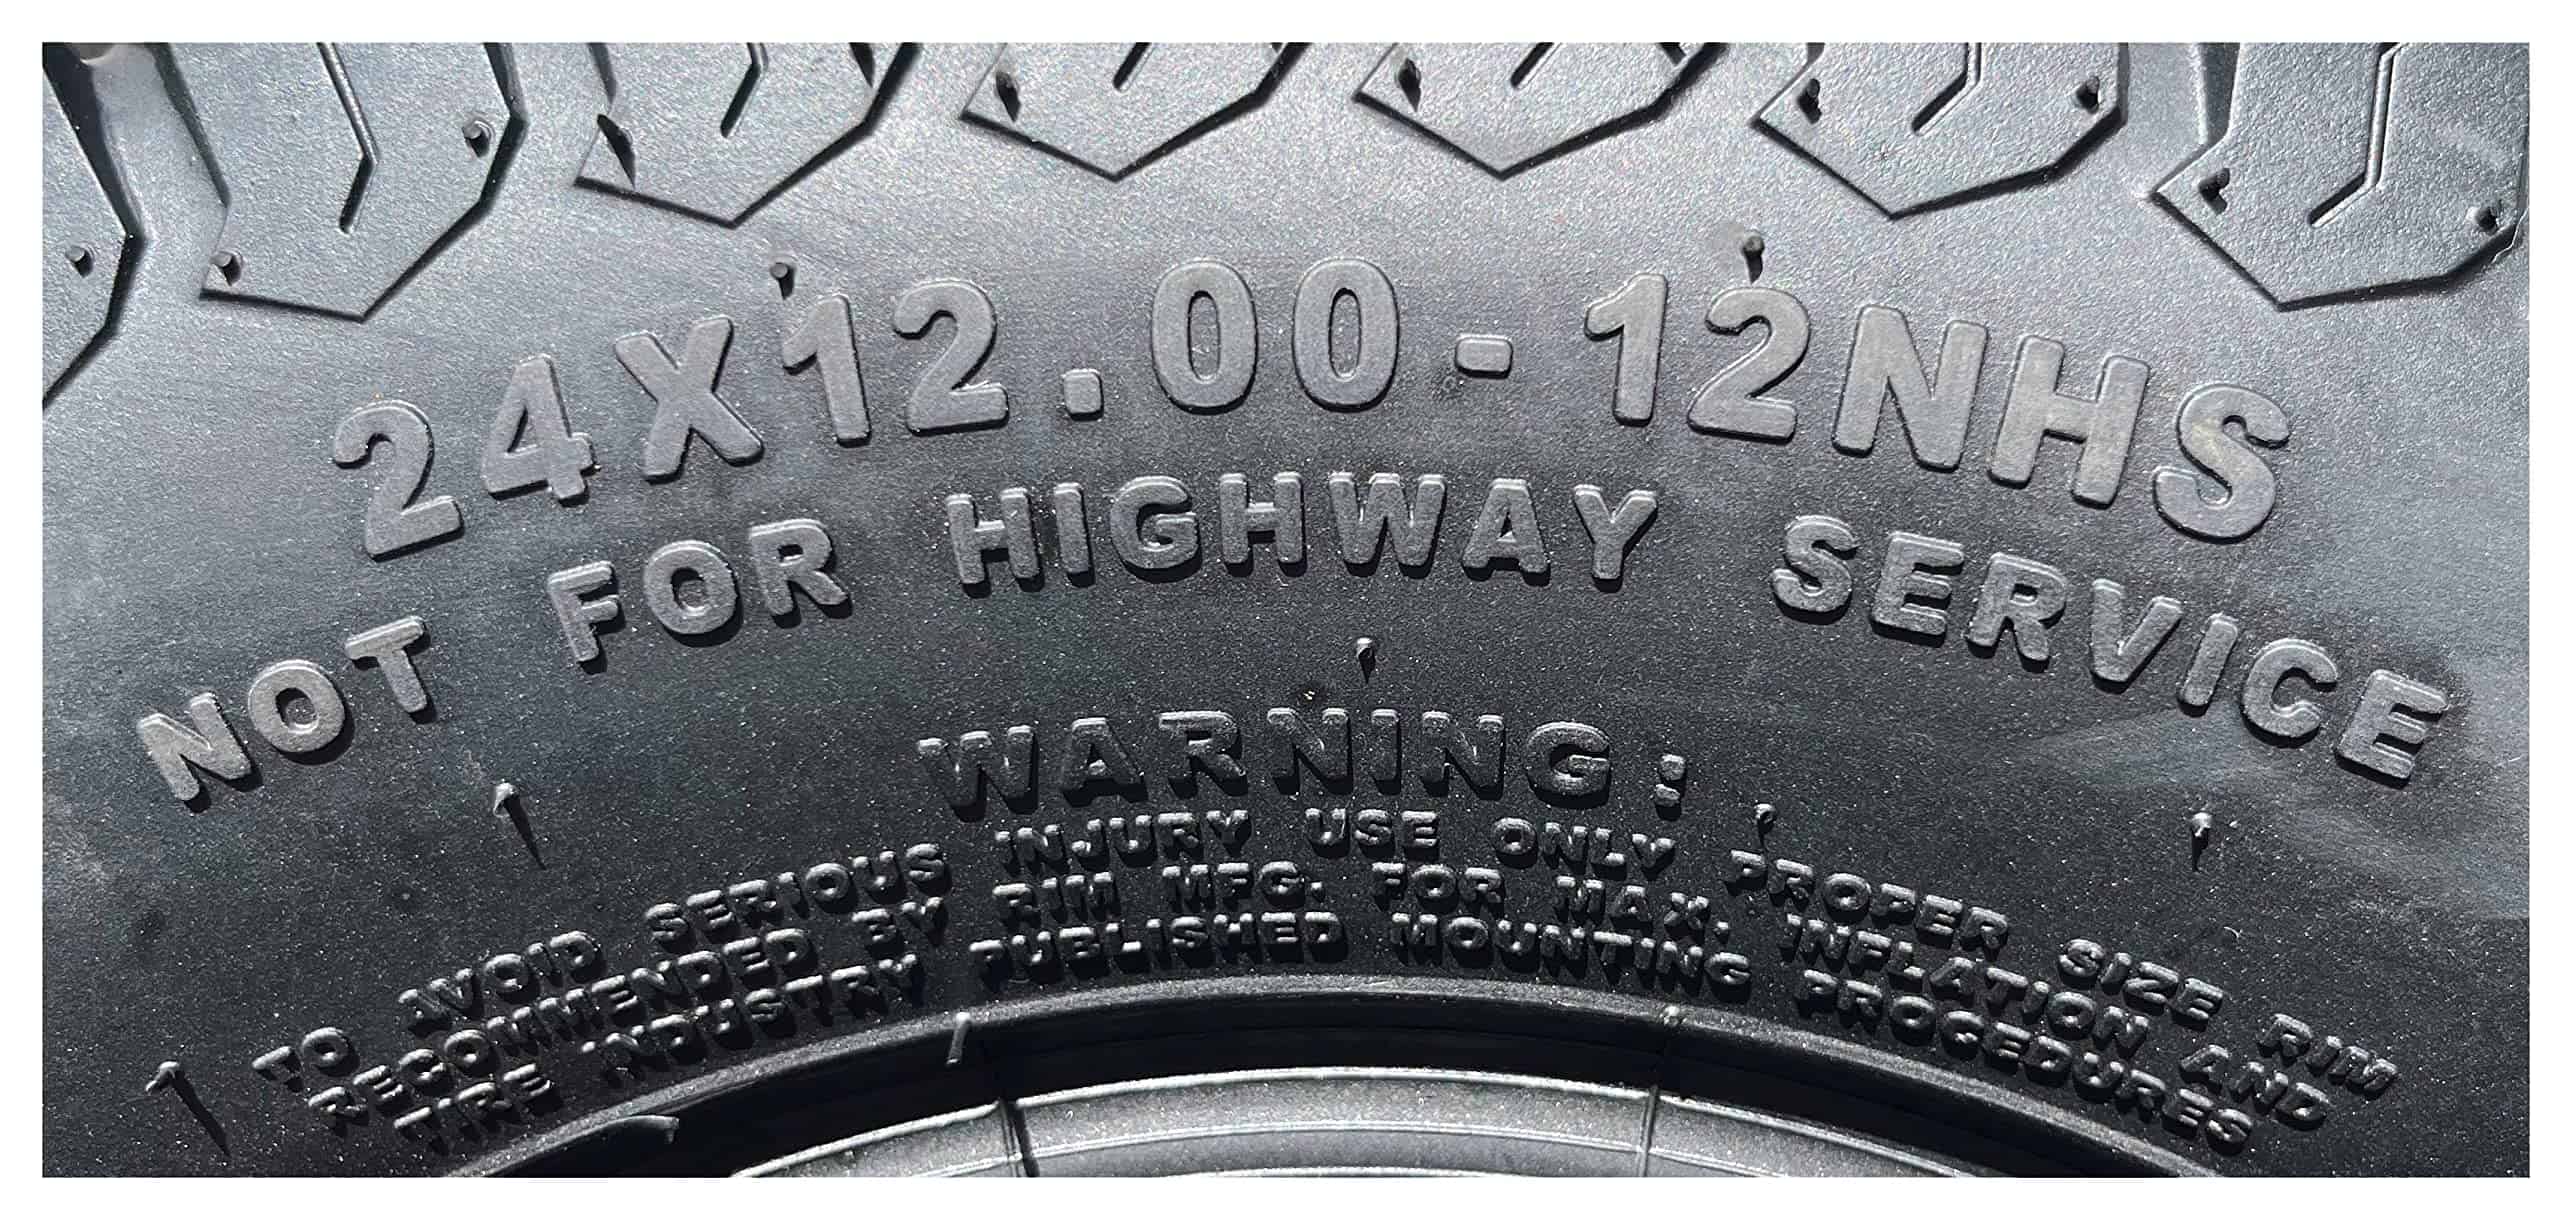 24X12.00-12NHS
NOT FOR HIGHWAY SERVICE
WARNING:
TO AVOID SERIOUS INJURY USE ONLY PROPER SIZE RIM
RECOMMENDED BY RIM MFG. FOR MAX. INFLATION AND
TIRE INDUSTRY PUBLISHED MOUNTING PROCEDURES